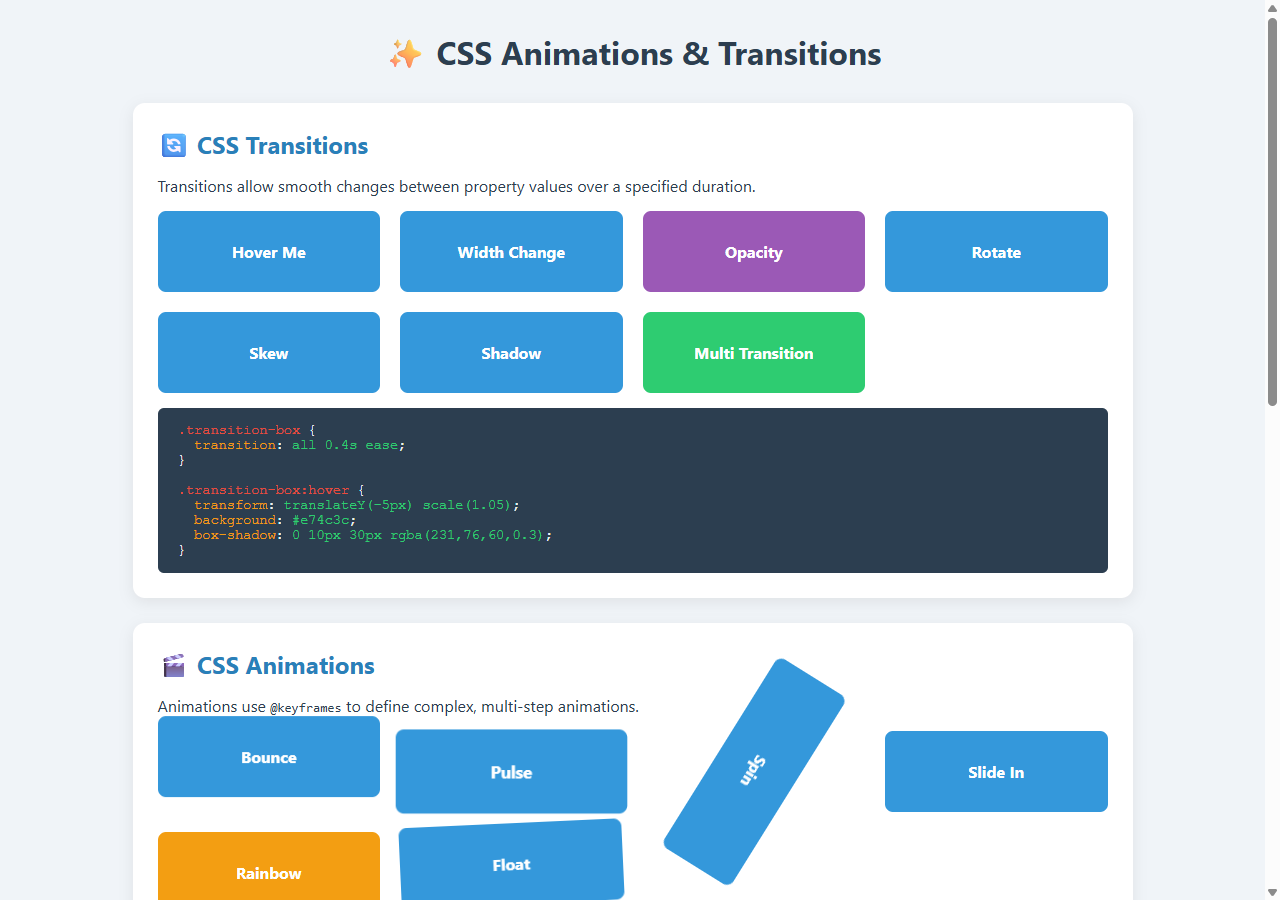 ✨ CSS Animations & Transitions
🔄 CSS Transitions
Transitions allow smooth changes between property values over a specified duration.
Hover Me
Width Change
Opacity
Rotate
Skew
Shadow
Multi Transition
.transition-box {
  transition: all 0.4s ease;
}

.transition-box:hover {
  transform: translateY(-5px) scale(1.05);
  background: #e74c3c;
  box-shadow: 0 10px 30px rgba(231,76,60,0.3);
}
🎬 CSS Animations
Animations use @keyframes to define complex, multi-step animations.
Bounce
Pulse
Spin
Slide In
Rainbow
Float